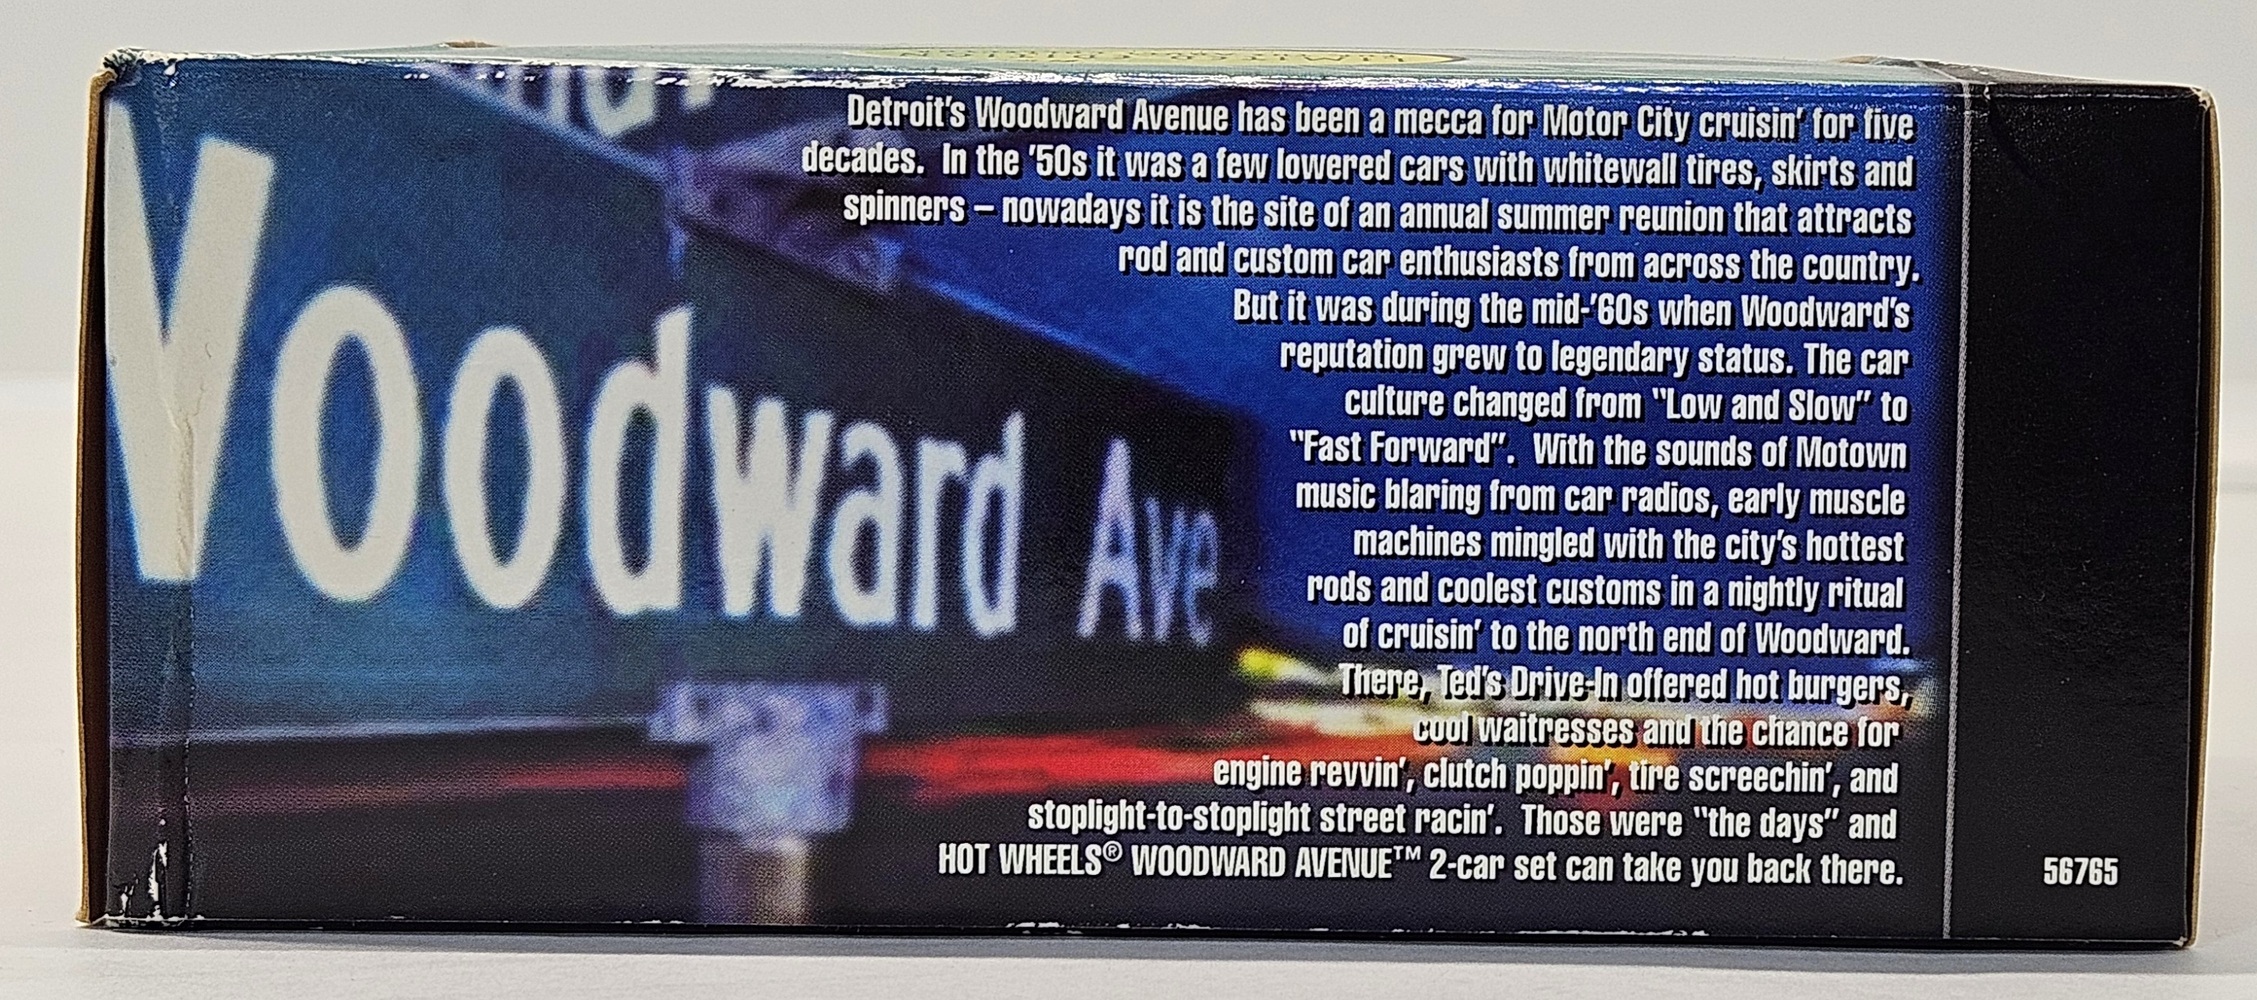 LIMITED EDITION
Detroit's Woodward Avenue has been a mecca for Motor City cruisin' for five
decades. In the '50s it was a few lowered cars with whitewall tires, skirts and
spinners – nowadays it is the site of an annual summer reunion that attracts
rod and custom car enthusiasts from across the country.
But it was during the mid-'60s when Woodward's
reputation grew to legendary status. The car
culture changed from "Low and Slow" to
"Fast Forward". With the sounds of Motown
music blaring from car radios, early muscle
machines mingled with the city's hottest
rods and coolest customs in a nightly ritual
of cruisin' to the north end of Woodward.
There, Ted's Drive-In offered hot burgers,
cool waitresses and the chance for
engine revvin', clutch poppin', tire screechin', and
stoplight-to-stoplight street racin'. Those were "the days" and
HOT WHEELS® WOODWARD AVENUE™ 2-car set can take you back there.
Woodward Ave
56765